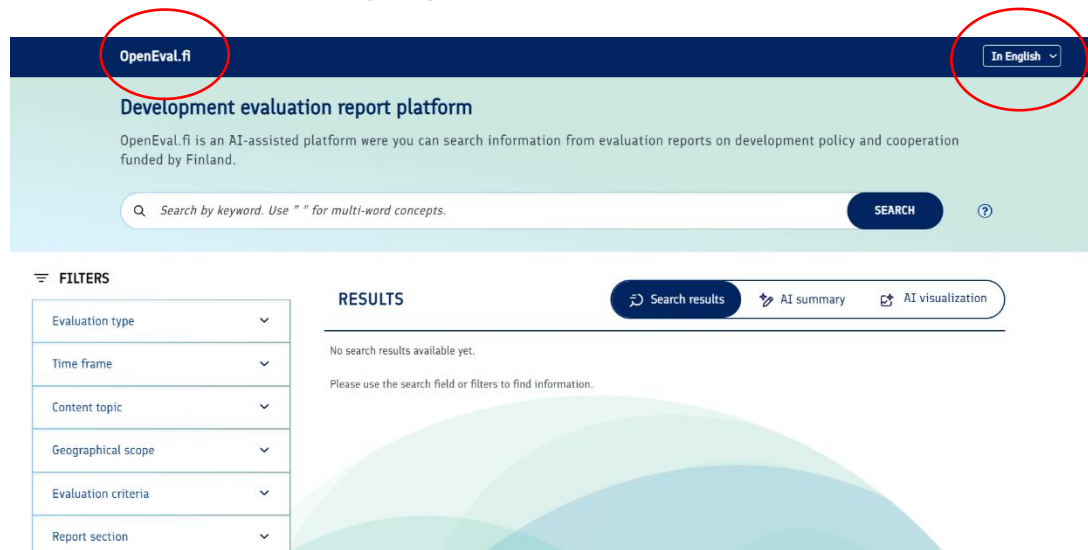 OpenEval.fi
In English
Development evaluation report platform
OpenEval.fi is an AI-assisted platform were you can search information from evaluation reports on development policy and cooperation
funded by Finland.
Search by keyword. Use " " for multi-word concepts.
SEARCH
?
FILTERS
Evaluation type
Time frame
Content topic
Geographical scope
Evaluation criteria
Report section
RESULTS
Search results
AI summary
AI visualization
No search results available yet.
Please use the search field or filters to find information.